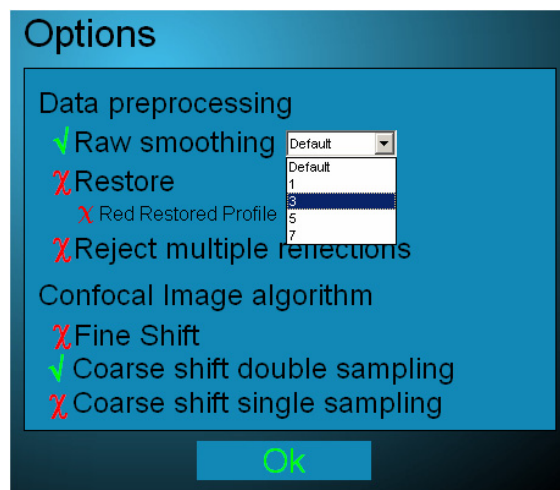 Options
Data preprocessing
Raw smoothing Default
Default
1
Restore
3
Red Restored Profile
5
7
Reject multiple reflections
Confocal Image algorithm
Fine Shift
Coarse shift double sampling
Coarse shift single sampling
Ok